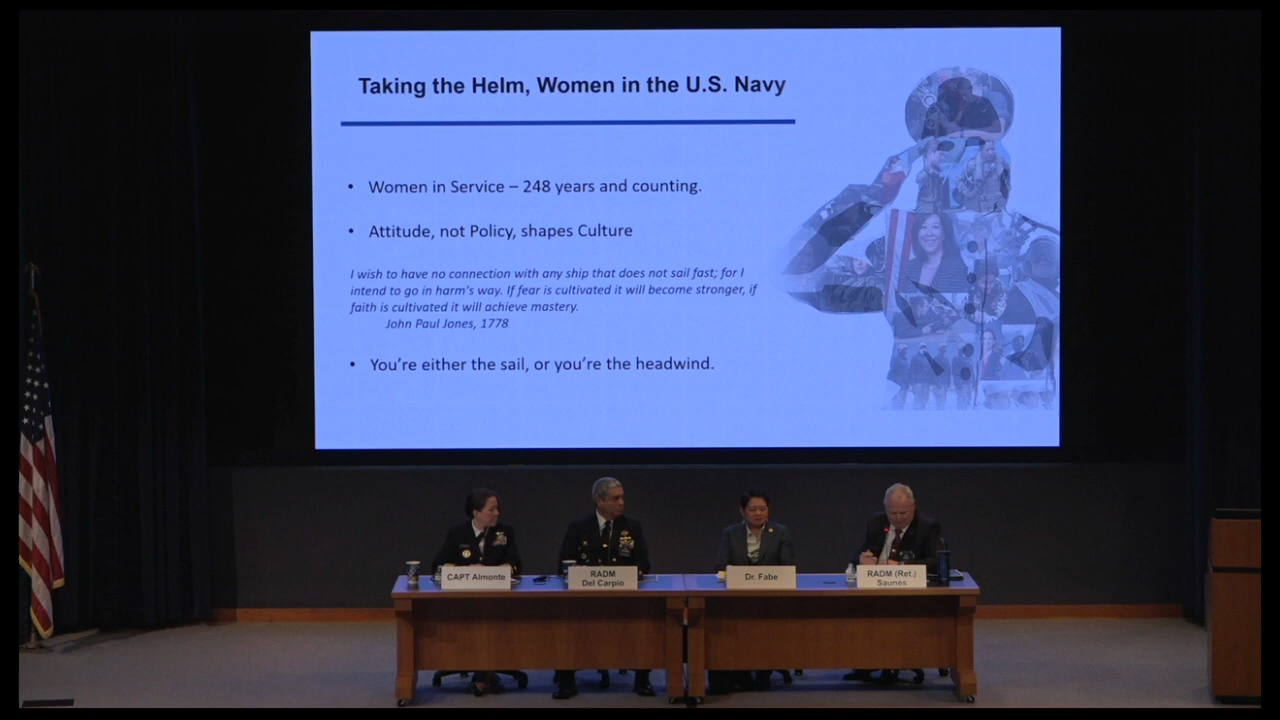 Taking the Helm, Women in the U.S. Navy
• Women in Service – 248 years and counting.
• Attitude, not Policy, shapes Culture
I wish to have no connection with any ship that does not sail fast; for I
intend to go in harm's way. If fear is cultivated it will become stronger, if
faith is cultivated it will achieve mastery.
John Paul Jones, 1778
• You're either the sail, or you're the headwind.
CAPT Almonte
RADM
Del Carpio
Dr. Fabe
RADM (Ret.)
Saunes